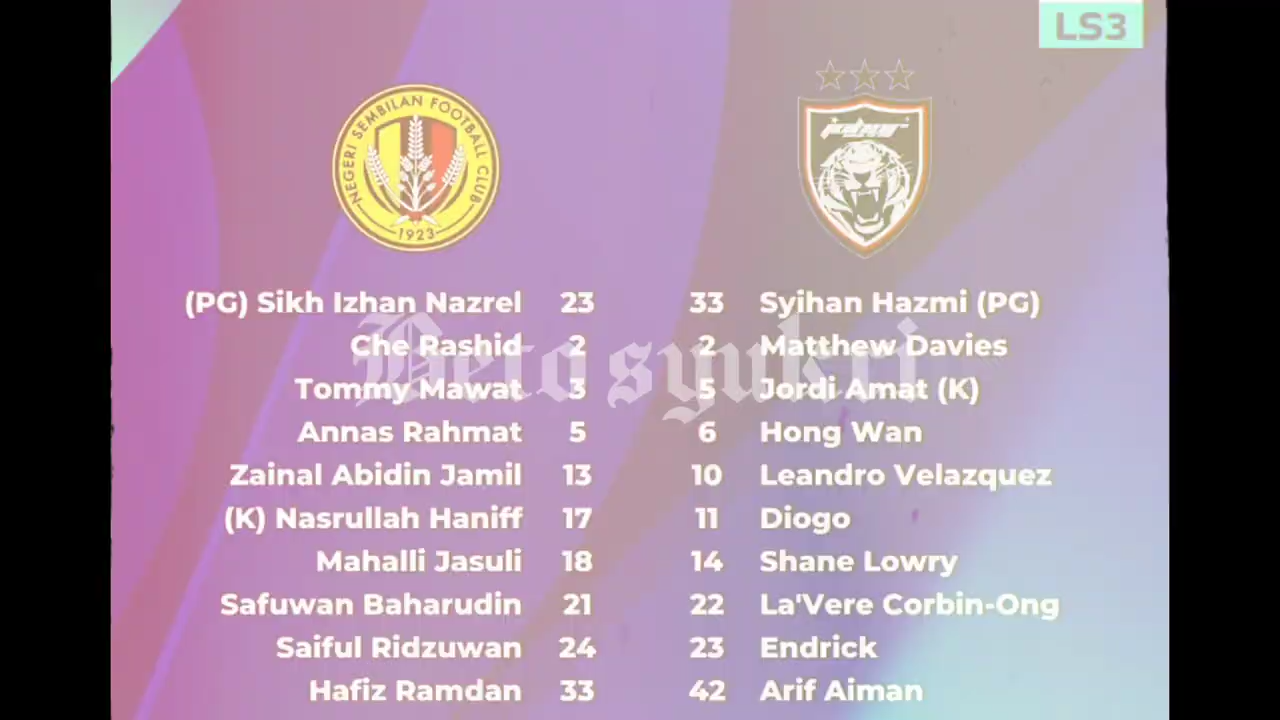 LS3
NEGERI SEMBILAN FOOTBALL CLUB
1923
JOHOR
(PG) Sikh Izhan Nazrel 23 33 Syihan Hazmi (PG)
Beto syukri
Che Rashid 2 2 Matthew Davies
Tommy Mawat 3 5 Jordi Amat (K)
Annas Rahmat 5 6 Hong Wan
Zainal Abidin Jamil 13 10 Leandro Velazquez
(K) Nasrullah Haniff 17 11 Diogo
Mahalli Jasuli 18 14 Shane Lowry
Safuwan Baharudin 21 22 La'Vere Corbin-Ong
Saiful Ridzuwan 24 23 Endrick
Hafiz Ramdan 33 42 Arif Aiman